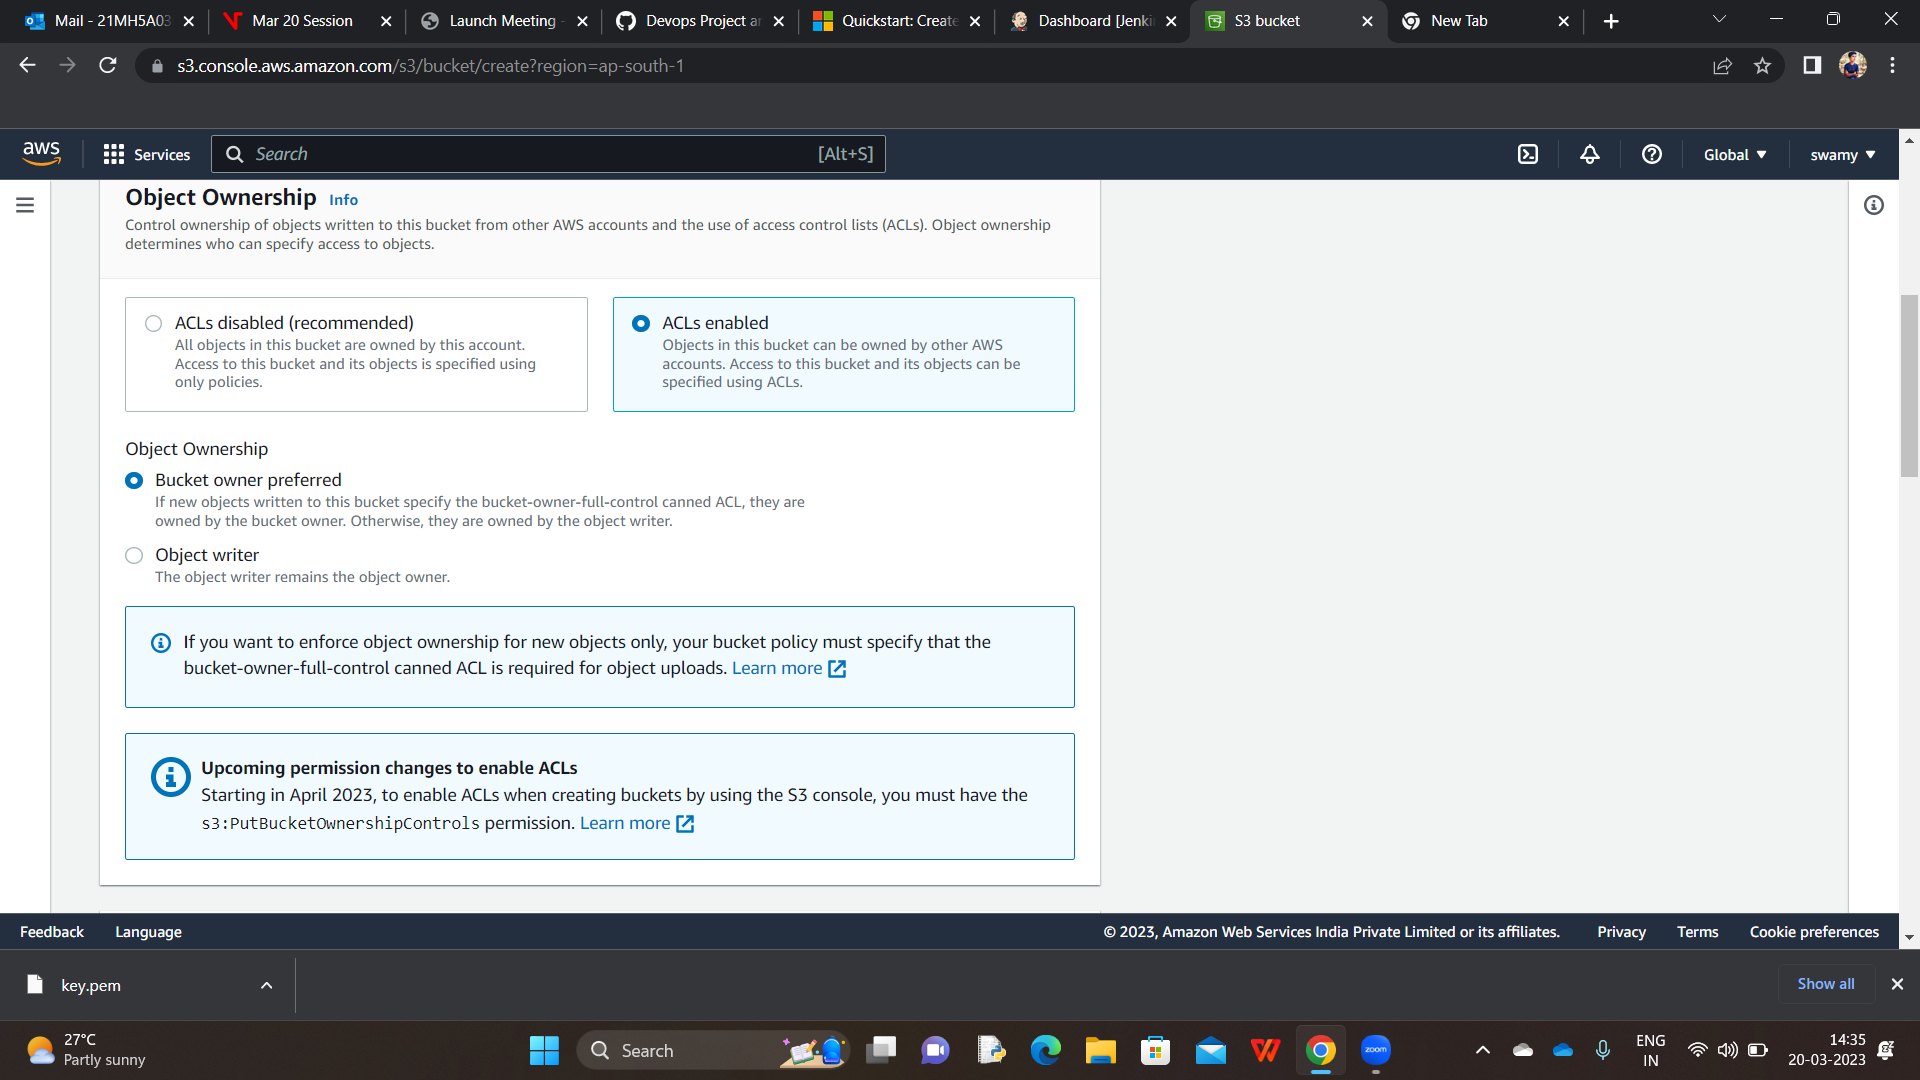 Mail - 21MH5A03
Mar 20 Session
Launch Meeting -
Devops Project ar
Quickstart: Create
Dashboard [Jenki
S3 bucket
New Tab
s3.console.aws.amazon.com/s3/bucket/create?region=ap-south-1
aws
Services
Search
[Alt+S]
Global
swamy
Object Ownership Info
Control ownership of objects written to this bucket from other AWS accounts and the use of access control lists (ACLs). Object ownership
determines who can specify access to objects.
ACLs disabled (recommended)
All objects in this bucket are owned by this account.
Access to this bucket and its objects is specified using
only policies.
ACLs enabled
Objects in this bucket can be owned by other AWS
accounts. Access to this bucket and its objects can be
specified using ACLs.
Object Ownership
Bucket owner preferred
If new objects written to this bucket specify the bucket-owner-full-control canned ACL, they are
owned by the bucket owner. Otherwise, they are owned by the object writer.
Object writer
The object writer remains the object owner.
If you want to enforce object ownership for new objects only, your bucket policy must specify that the
bucket-owner-full-control canned ACL is required for object uploads. Learn more
Upcoming permission changes to enable ACLs
Starting in April 2023, to enable ACLs when creating buckets by using the S3 console, you must have the
s3:PutBucketOwnershipControls permission. Learn more
Feedback
Language
© 2023, Amazon Web Services India Private Limited or its affiliates.
Privacy
Terms
Cookie preferences
key.pem
Show all
27°C
Partly sunny
Search
zoom
ENG
IN
14:35
20-03-2023